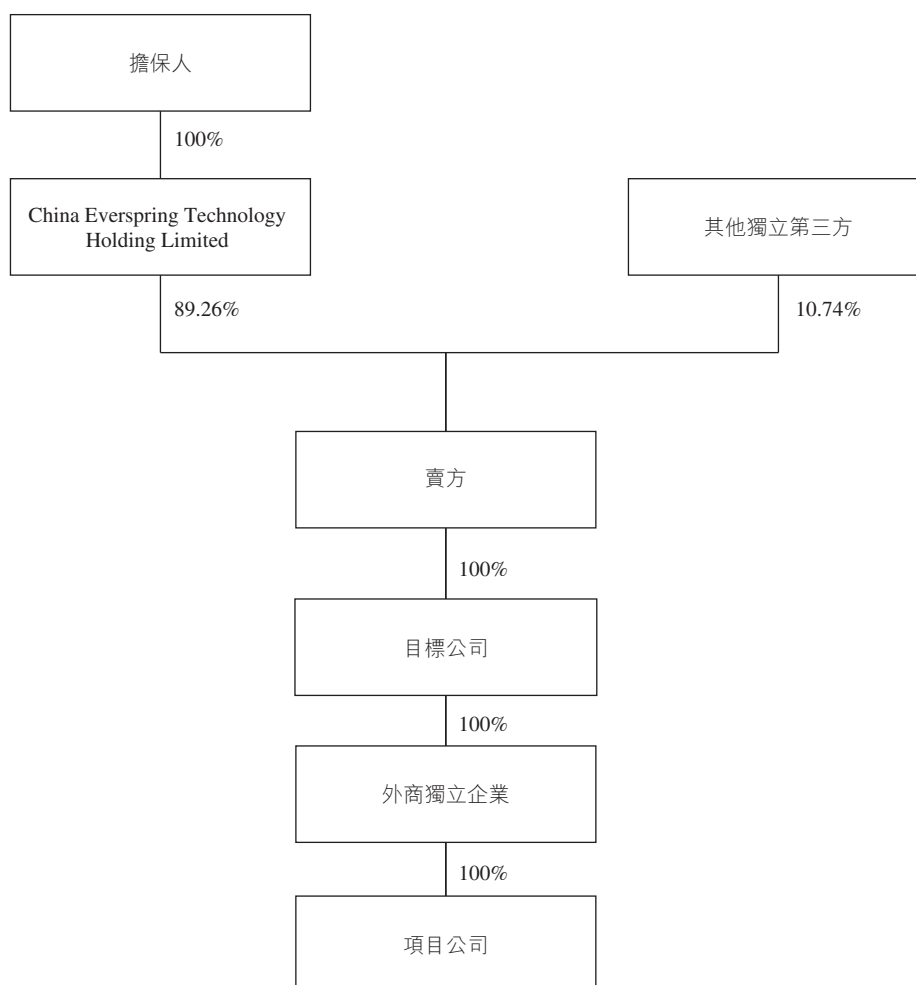 擔保人
100%
China Everspring Technology
Holding Limited
其他獨立第三方
89.26%
10.74%
賣方
100%
目標公司
100%
外商獨立企業
100%
項目公司